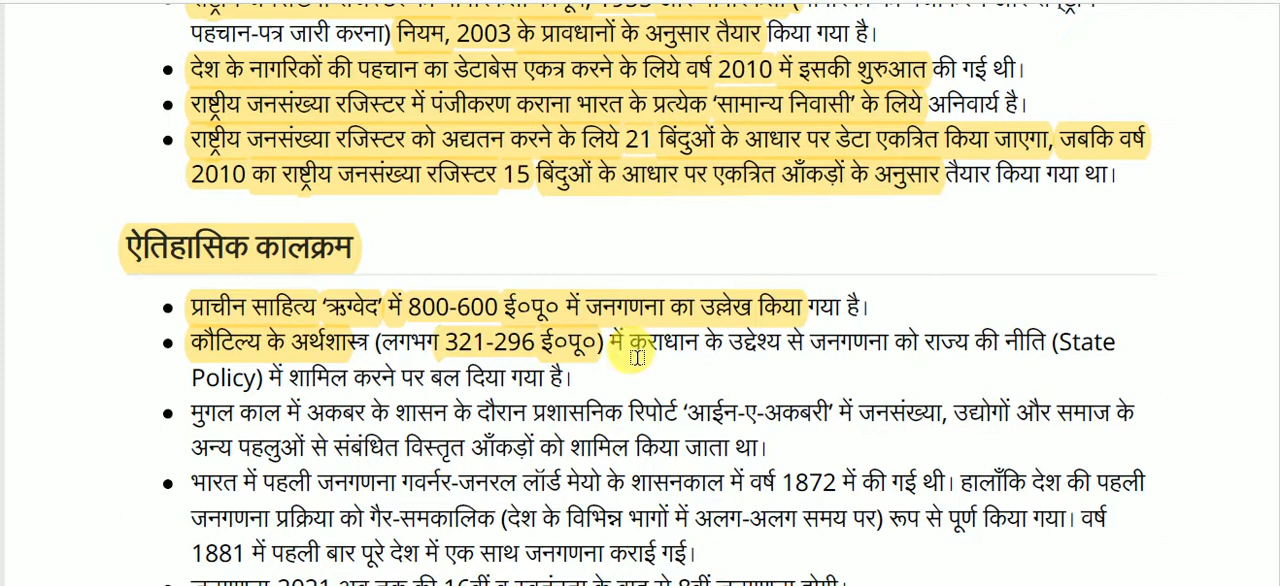 पहचान-पत्र जारी करना) नियम, 2003 के प्रावधानों के अनुसार तैयार किया गया है।
• देश के नागरिकों की पहचान का डेटाबेस एकत्र करने के लिये वर्ष 2010 में इसकी शुरुआत की गई थी।
• राष्ट्रीय जनसंख्या रजिस्टर में पंजीकरण कराना भारत के प्रत्येक ‘सामान्य निवासी’ के लिये अनिवार्य है।
• राष्ट्रीय जनसंख्या रजिस्टर को अद्यतन करने के लिये 21 बिंदुओं के आधार पर डेटा एकत्रित किया जाएगा, जबकि वर्ष
2010 का राष्ट्रीय जनसंख्या रजिस्टर 15 बिंदुओं के आधार पर एकत्रित आँकड़ों के अनुसार तैयार किया गया था।
ऐतिहासिक कालक्रम
• प्राचीन साहित्य ‘ऋग्वेद’ में 800-600 ई०पू० में जनगणना का उल्लेख किया गया है।
• कौटिल्य के अर्थशास्त्र (लगभग 321-296 ई०पू०) में कराधान के उद्देश्य से जनगणना को राज्य की नीति (State
Policy) में शामिल करने पर बल दिया गया है।
• मुगल काल में अकबर के शासन के दौरान प्रशासनिक रिपोर्ट ‘आईन-ए-अकबरी’ में जनसंख्या, उद्योगों और समाज के
अन्य पहलुओं से संबंधित विस्तृत आँकड़ों को शामिल किया जाता था।
• भारत में पहली जनगणना गवर्नर-जनरल लॉर्ड मेयो के शासनकाल में वर्ष 1872 में की गई थी। हालाँकि देश की पहली
जनगणना प्रक्रिया को गैर-समकालिक (देश के विभिन्न भागों में अलग-अलग समय पर) रूप से पूर्ण किया गया। वर्ष
1881 में पहली बार पूरे देश में एक साथ जनगणना कराई गई।